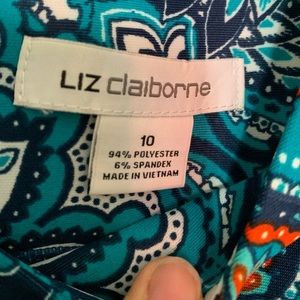 LIZ claiborne
10
94% POLYESTER
6% SPANDEX
MADE IN VIETNAM